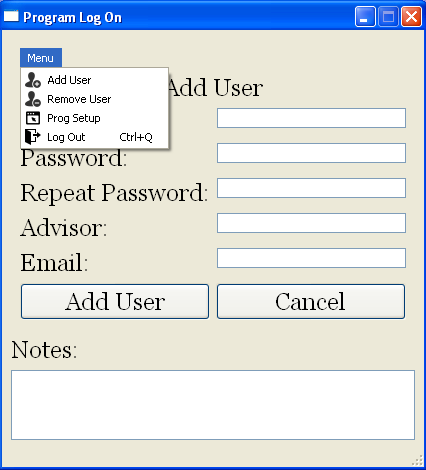 Program Log On
Menu
Add User
Remove User
Prog Setup
Log Out Ctrl+Q
Add User
Password:
Repeat Password:
Advisor:
Email:
Add User Cancel
Notes: